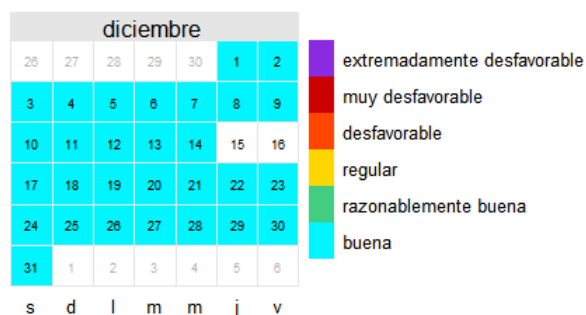 diciembre
26 27 28 29 30 1 2
3 4 5 6 7 8 9
10 11 12 13 14 15 16
17 18 19 20 21 22 23
24 25 26 27 28 29 30
31 1 2 3 4 5 6
s d l m m j v
extremadamente desfavorable
muy desfavorable
desfavorable
regular
razonablemente buena
buena